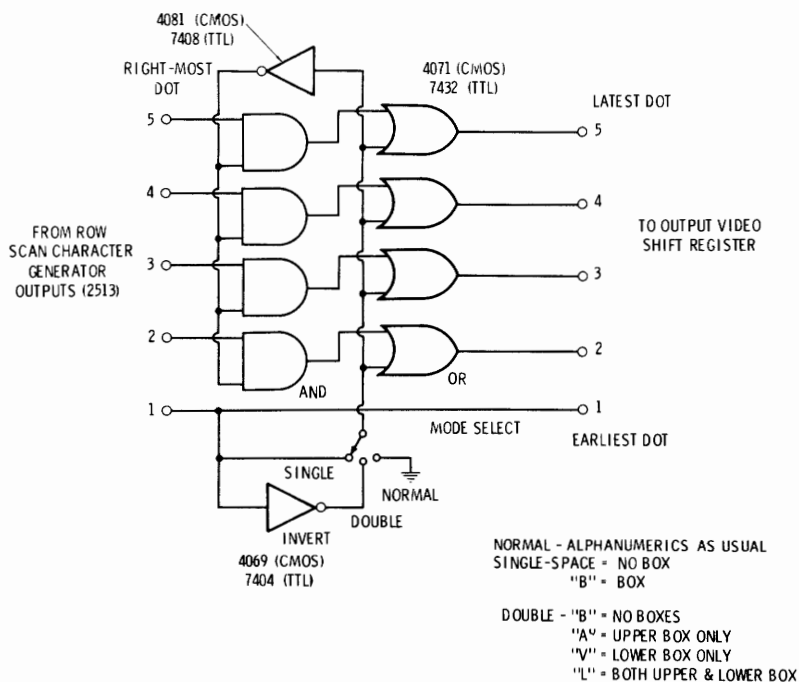 4081 (CMOS)
7408 (TTL)
RIGHT-MOST
DOT
4071 (CMOS)
7432 (TTL)
LATEST DOT
5
5
4
4
FROM ROW
SCAN CHARACTER
GENERATOR
OUTPUTS (2513)
TO OUTPUT VIDEO
SHIFT REGISTER
3
3
2
2
AND
OR
1
1
MODE SELECT
EARLIEST DOT
SINGLE
NORMAL
DOUBLE
INVERT
4069 (CMOS)
7404 (TTL)
NORMAL - ALPHANUMERICS AS USUAL
SINGLE-SPACE = NO BOX
"B" = BOX
DOUBLE - "B" = NO BOXES
"A" = UPPER BOX ONLY
"V" = LOWER BOX ONLY
"L" = BOTH UPPER & LOWER BOX